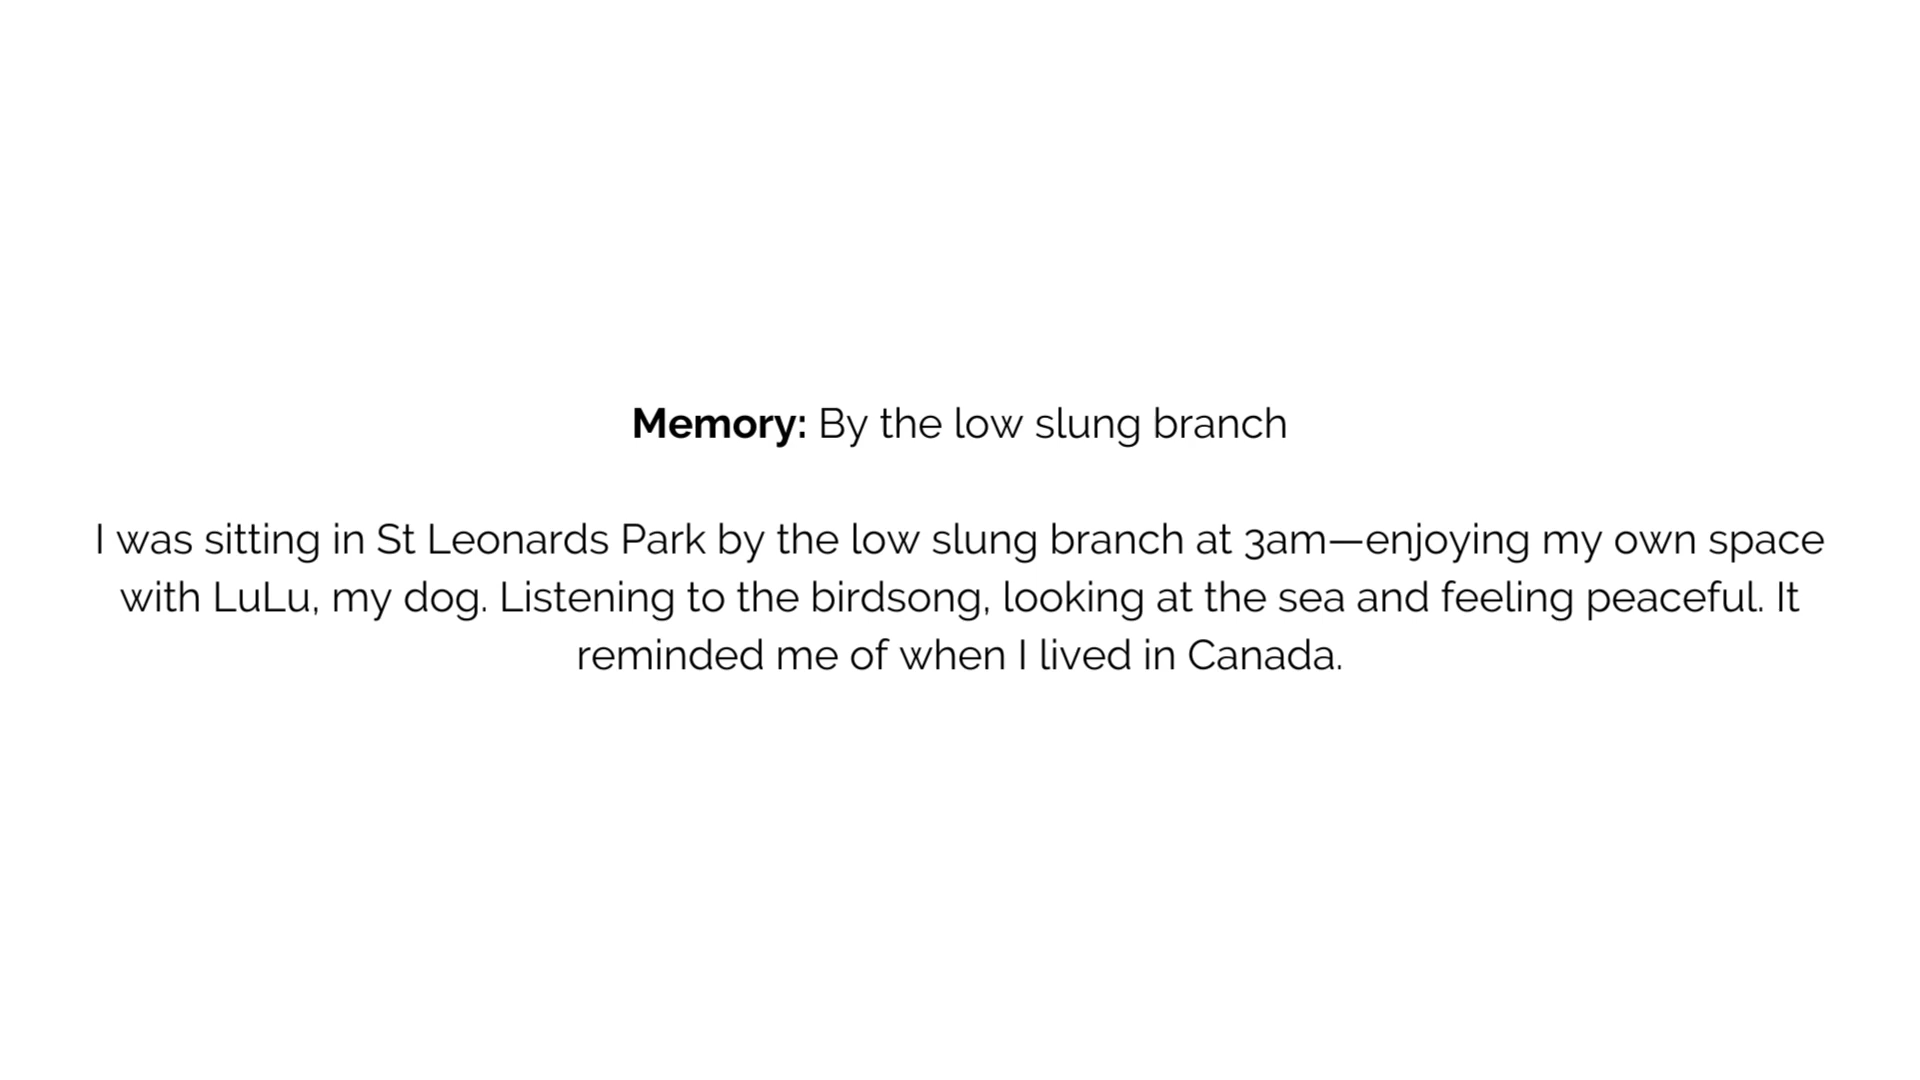 Memory: By the low slung branch
I was sitting in St Leonards Park by the low slung branch at 3am—enjoying my own space
with LuLu, my dog. Listening to the birdsong, looking at the sea and feeling peaceful. It
reminded me of when I lived in Canada.